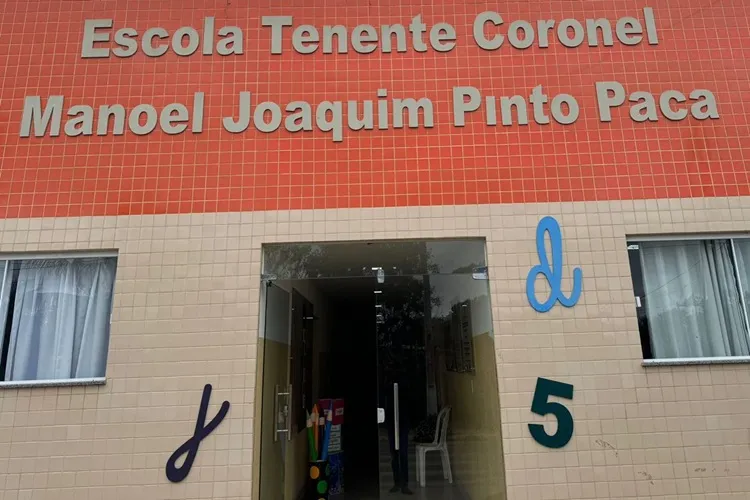 Escola Tenente Coronel
Manoel Joaquim Pinto Paca
d
j
5